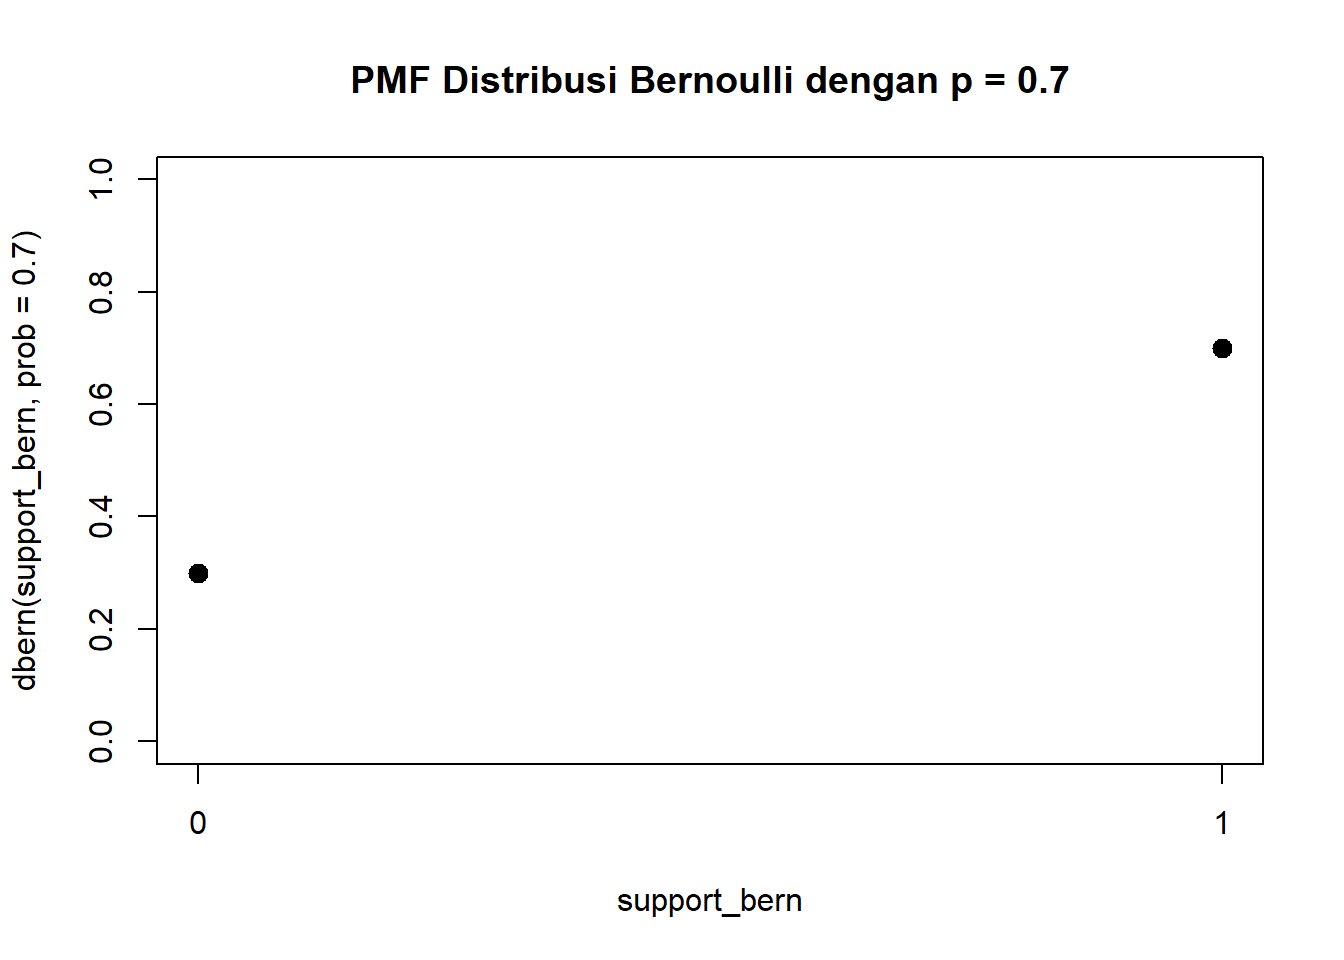 PMF Distribusi Bernoulli dengan p = 0.7
dbern(support_bern, prob = 0.7)
1.0
0.8
0.6
0.4
0.2
0.0
0 1
support_bern